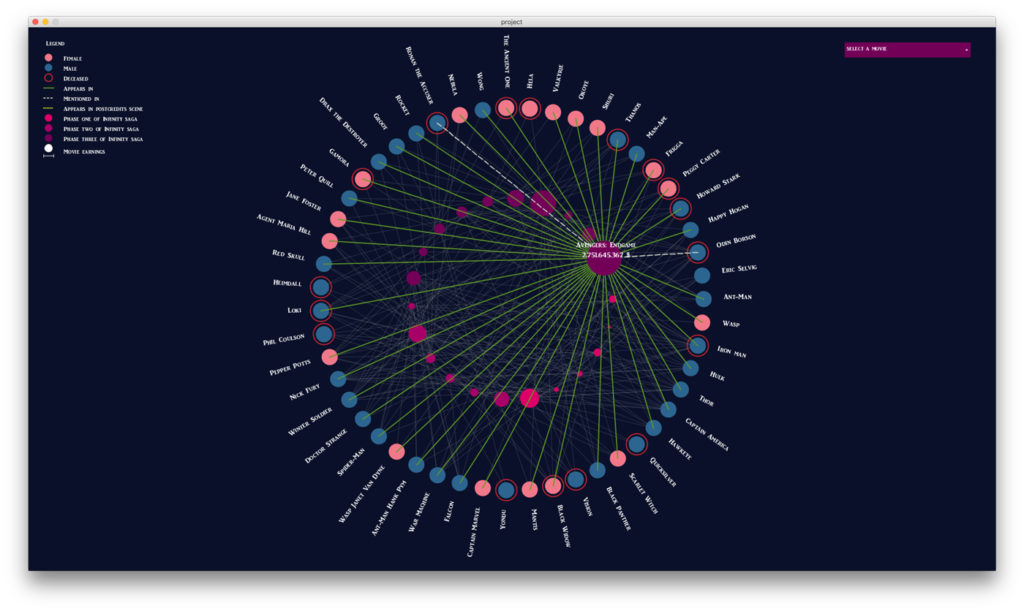 project
Legend
Female
Male
Deceased
Appears in
Mentioned in
Appears in postcredits scene
Phase one of Infinity saga
Phase two of Infinity saga
Phase three of Infinity saga
Movie earnings
SELECT A MOVIE
The Ancient One
Hela
Valkyrie
Okoye
Shuri
Thanos
Man-Ape
Frigga
Peggy Carter
Howard Stark
Happy Hogan
Odin Borson
Eric Selvig
Ant-Man
Wasp
Iron man
Hulk
Thor
Captain America
Hawkeye
Quicksilver
Scarlet Witch
Black Panther
Vision
Black Widow
Mantis
Yondu
Captain Marvel
Falcon
War Machine
Ant-Man Hank Pym
Wasp Janet Van Dyne
Spider-Man
Doctor Strange
Winter Soldier
Nick Fury
Pepper Potts
Phil Coulson
Loki
Heimdall
Red Skull
Agent Maria Hill
Jane Foster
Peter Quill
Gamora
Drax the Destroyer
Groot
Rocket
Ronan the Accuser
Nebula
Wong
Avengers: Endgame
2.751.645.362 $